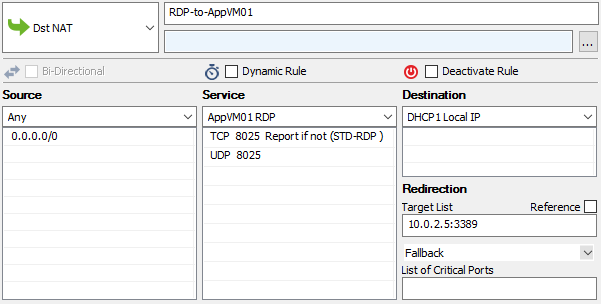 Dst NAT
RDP-to-AppVM01
...
Bi-Directional
Dynamic Rule
Deactivate Rule
Source
Any
0.0.0.0/0
Service
AppVM01 RDP
TCP 8025 Report if not (STD-RDP )
UDP 8025
Destination
DHCP1 Local IP
Redirection
Target List Reference
10.0.2.5:3389
Fallback
List of Critical Ports